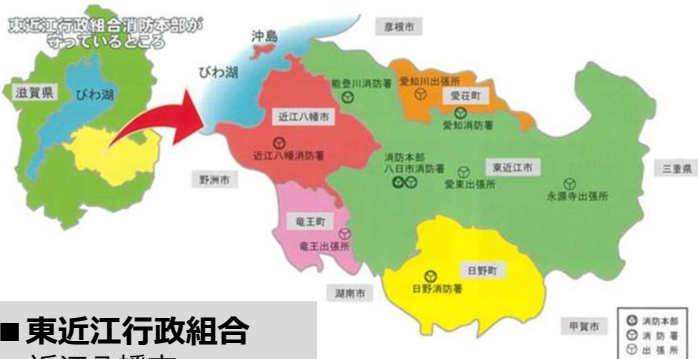 東近江行政組合消防本部が
守っているところ
滋賀県
びわ湖
沖島
びわ湖
彦根市
能登川消防署
愛知川出張所
愛荘町
愛知消防署
近江八幡市
近江八幡消防署
消防本部
八日市消防署
愛東出張所
東近江市
永源寺出張所
三重県
野洲市
竜王町
竜王出張所
日野町
日野消防署
湖南市
甲賀市
消防本部
消防署
出張所
■東近江行政組合
近江八幡市